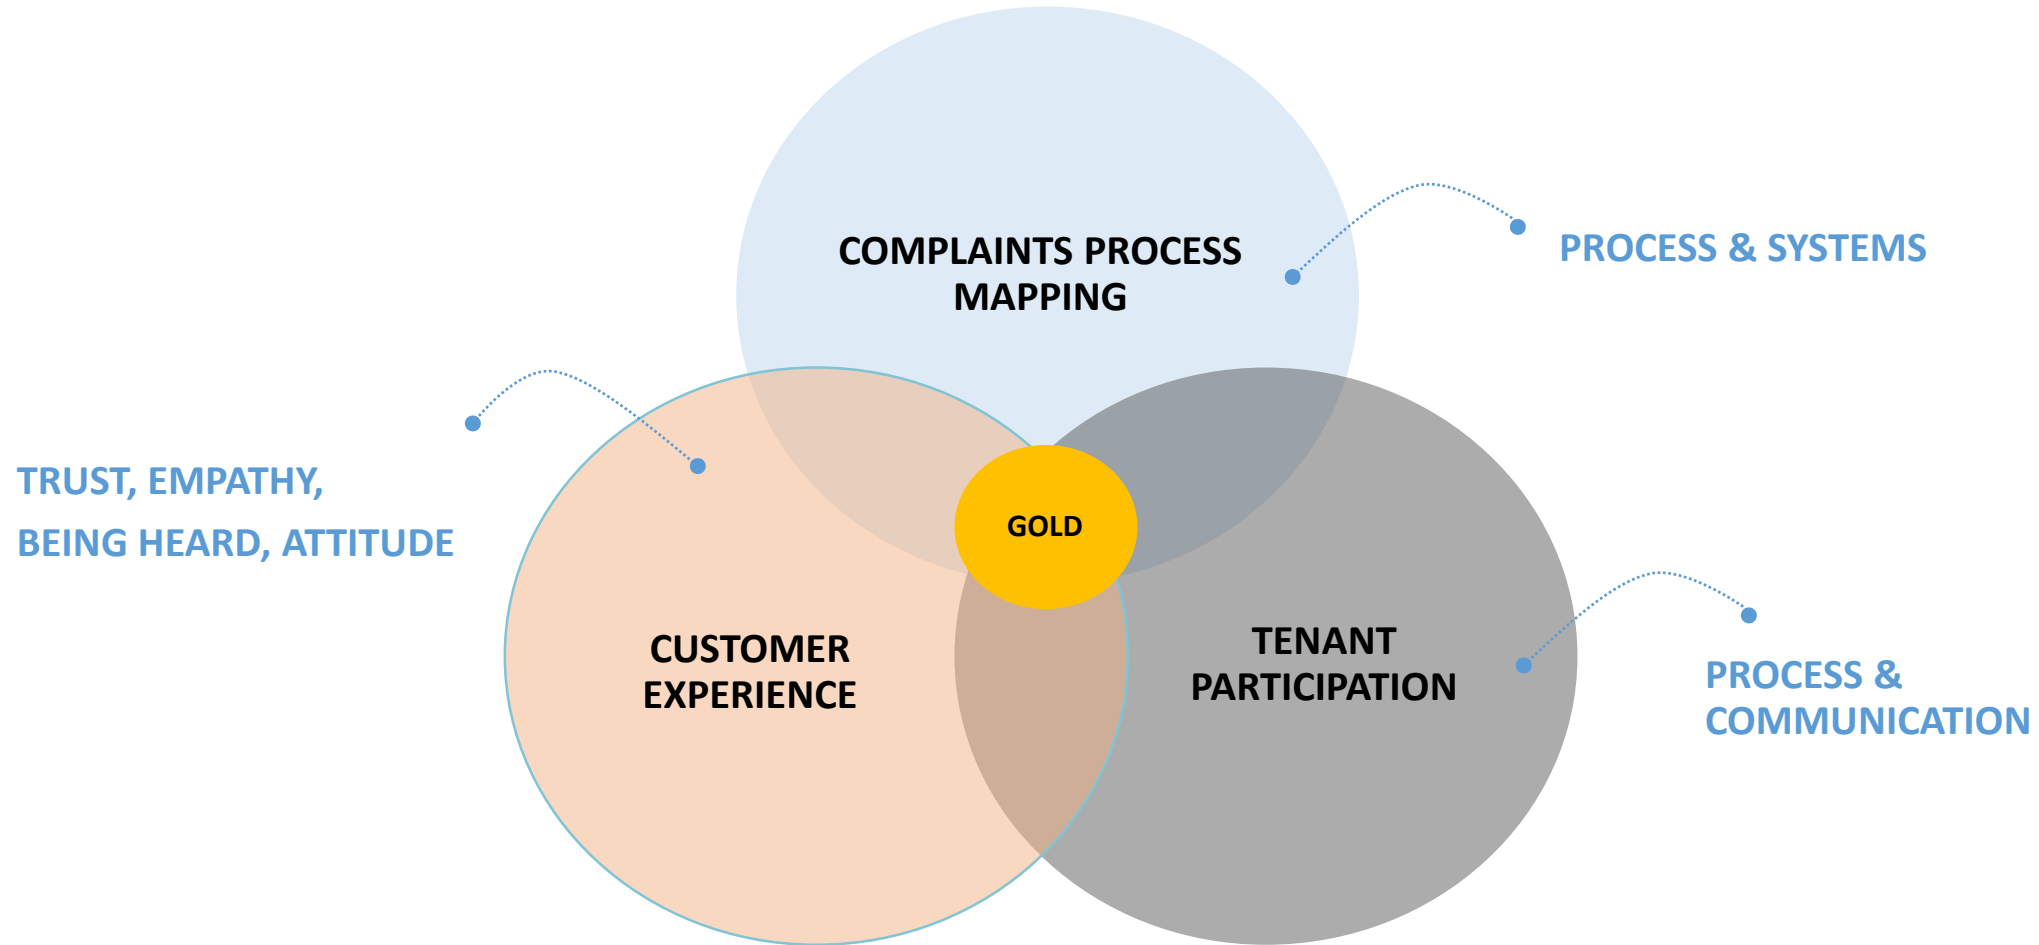 COMPLAINTS PROCESS
MAPPING
PROCESS & SYSTEMS
TRUST, EMPATHY,
BEING HEARD, ATTITUDE
GOLD
CUSTOMER
EXPERIENCE
TENANT
PARTICIPATION
PROCESS &
COMMUNICATION